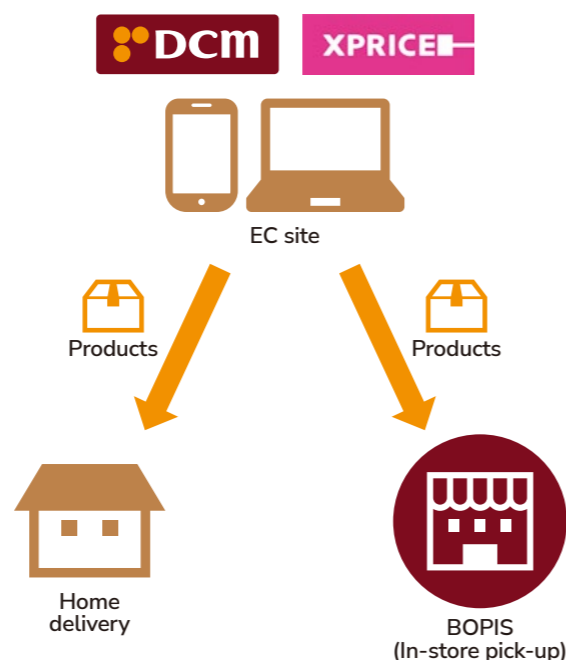 DCM
XPRICE
EC site
Products
Products
Home
delivery
BOPIS
(In-store pick-up)